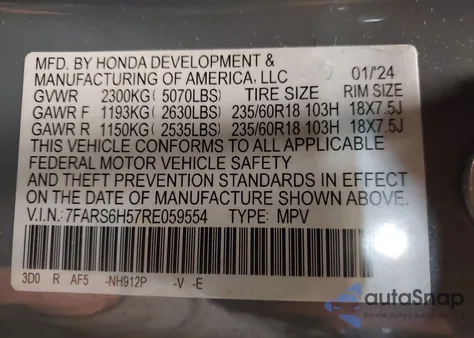 MFD. BY HONDA DEVELOPMENT &
MANUFACTURING OF AMERICA, LLC 01/'24
GVWR 2300KG ( 5070LBS) TIRE SIZE RIM SIZE
GAWR F 1193KG ( 2630LBS) 235/60R18 103H 18X7.5J
GAWR R 1150KG ( 2535LBS) 235/60R18 103H 18X7.5J
THIS VEHICLE CONFORMS TO ALL APPLICABLE
FEDERAL MOTOR VEHICLE SAFETY
AND THEFT PREVENTION STANDARDS IN EFFECT
ON THE DATE OF MANUFACTURE SHOWN ABOVE.
V.I.N.: 7FARS6H57RE059554 TYPE: MPV
3D0 R AF5 -NH912P -V -E
autoSnap